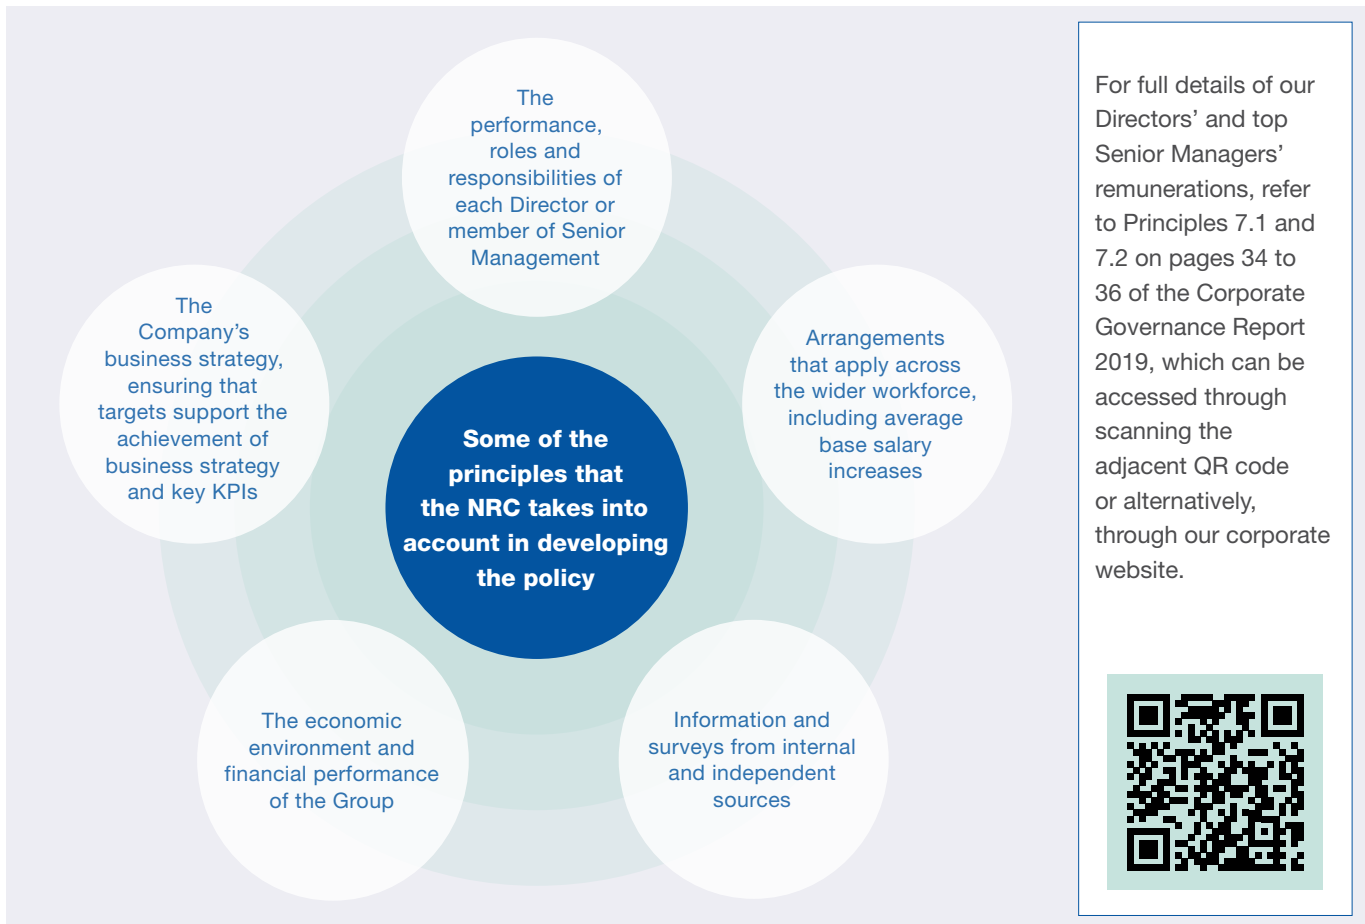 The
performance,
roles and
responsibilities of
each Director or
member of Senior
Management
The
Company’s
business strategy,
ensuring that
targets support the
achievement of
business strategy
and key KPIs
Arrangements
that apply across
the wider workforce,
including average
base salary
increases
Some of the
principles that
the NRC takes into
account in developing
the policy
The economic
environment and
financial performance
of the Group
Information and
surveys from internal
and independent
sources
For full details of our
Directors’ and top
Senior Managers’
remunerations, refer
to Principles 7.1 and
7.2 on pages 34 to
36 of the Corporate
Governance Report
2019, which can be
accessed through
scanning the
adjacent QR code
or alternatively,
through our corporate
website.